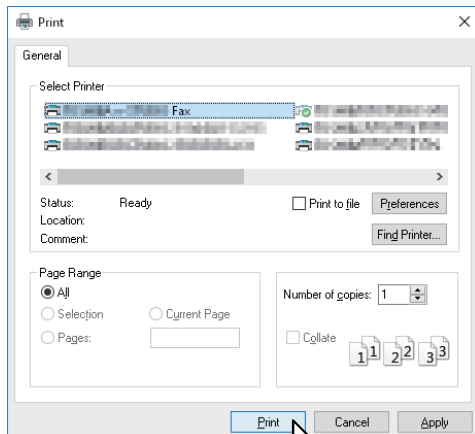 Print
General
Select Printer
Fax
Status: Ready
Print to file
Preferences
Location:
Comment:
Find Printer...
Page Range
All
Selection
Current Page
Pages:
Number of copies: 1
Collate
1 1 2 2 3 3
Print
Cancel
Apply